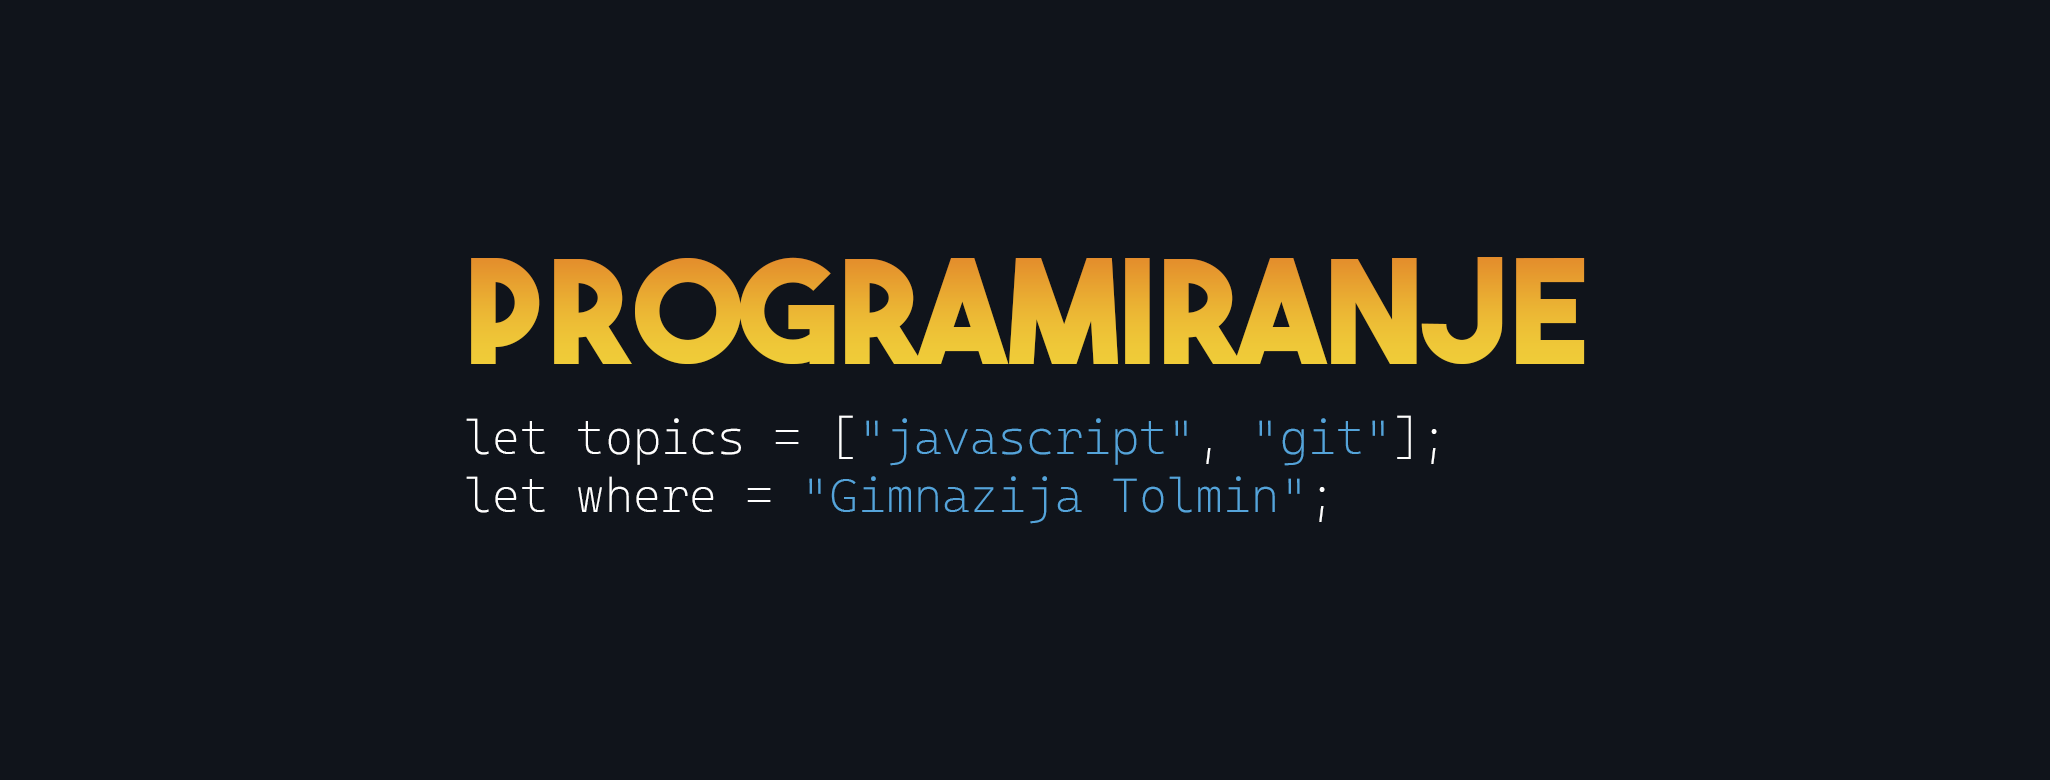 PROGRAMIRANJE
let topics = ["javascript", "git"];
let where = "Gimnazija Tolmin";